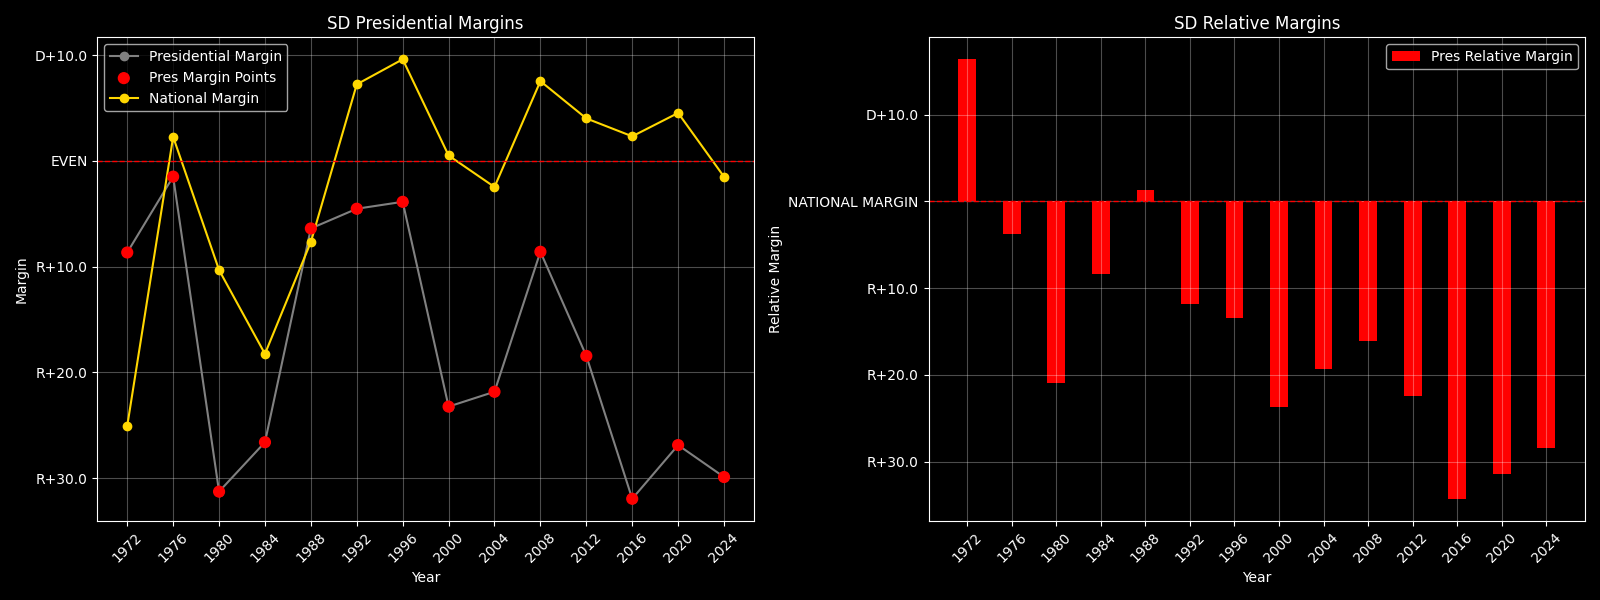 SD Presidential Margins
Presidential Margin
Pres Margin Points
National Margin
D+10.0
EVEN
R+10.0
R+20.0
R+30.0
Margin
1972 1976 1980 1984 1988 1992 1996 2000 2004 2008 2012 2016 2020 2024
Year
SD Relative Margins
Pres Relative Margin
D+10.0
NATIONAL MARGIN
R+10.0
R+20.0
R+30.0
Relative Margin
1972 1976 1980 1984 1988 1992 1996 2000 2004 2008 2012 2016 2020 2024
Year